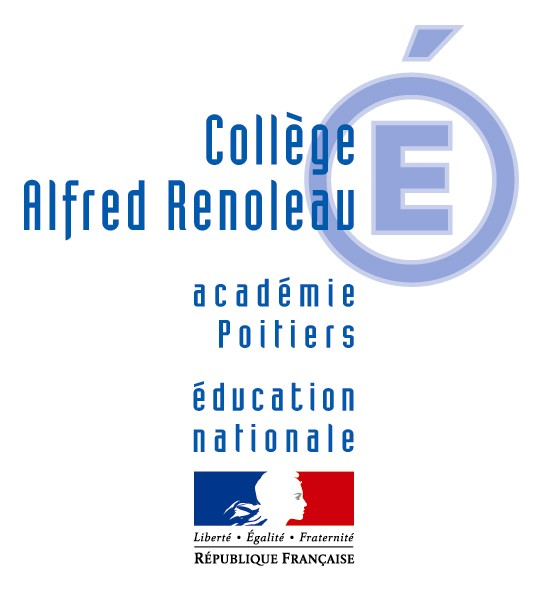 É
Collège
Alfred Renoleau
académie
Poitiers
éducation
nationale
Liberté • Égalité • Fraternité
RÉPUBLIQUE FRANÇAISE